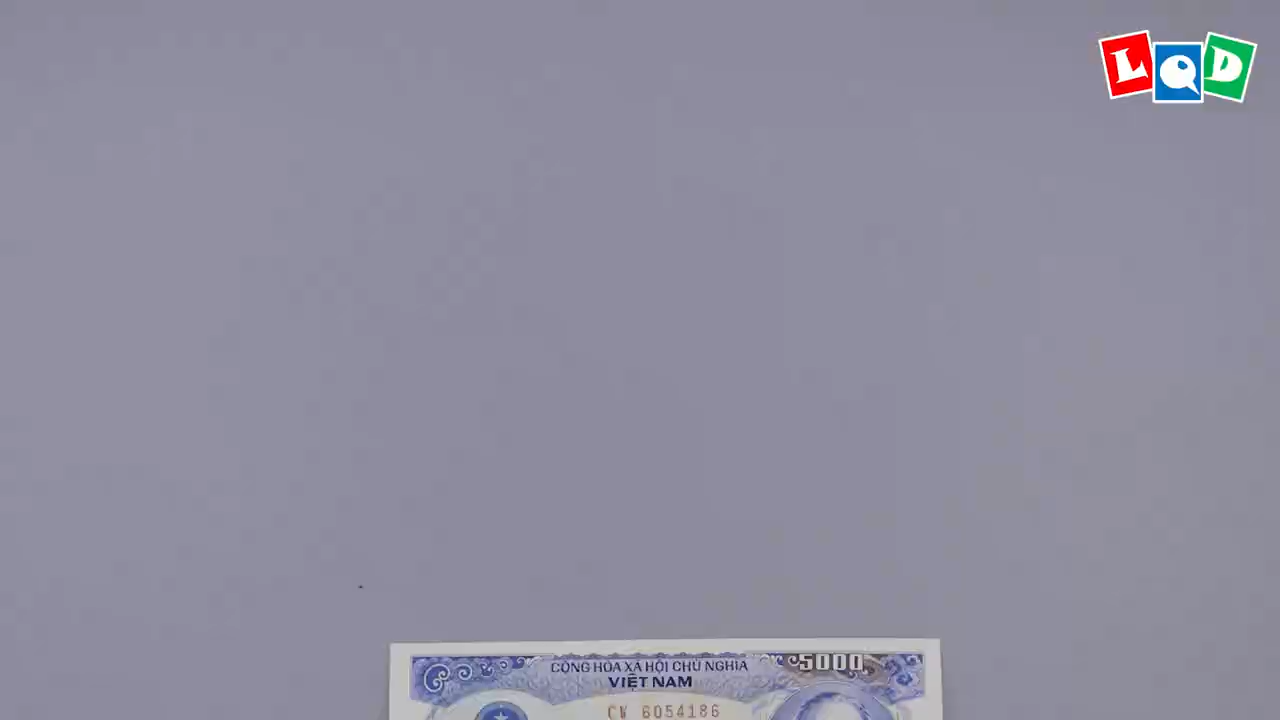 LQD
CỘNG HÒA XÃ HỘI CHỦ NGHĨA
5000
VIỆT NAM
CW 6054186